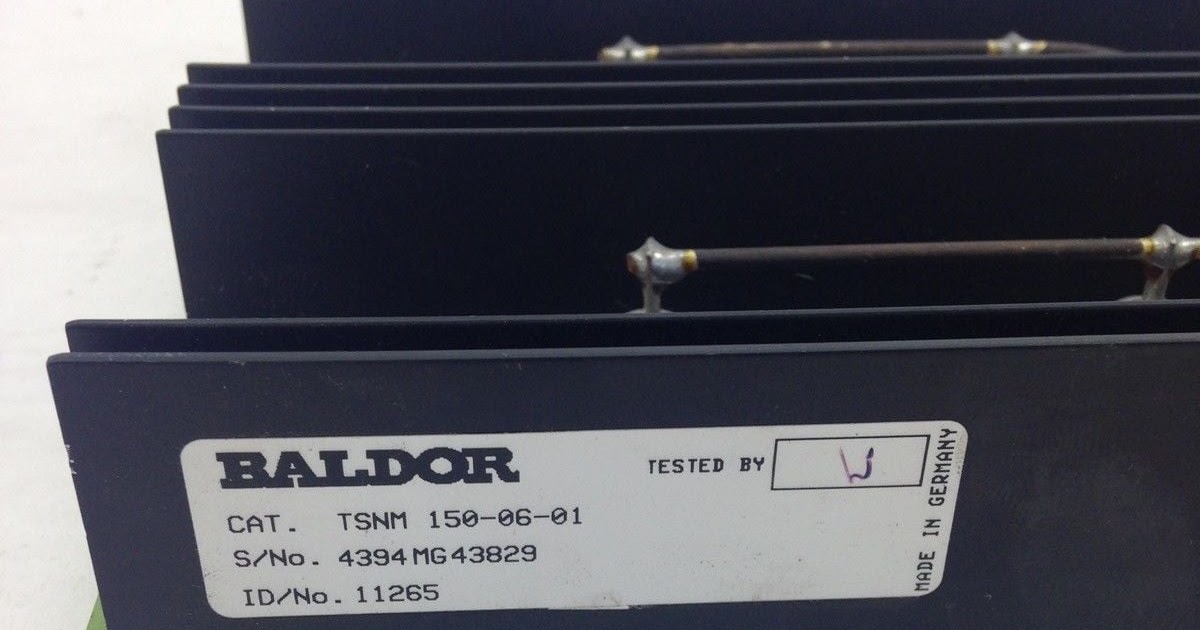 BALDOR
TESTED BY
CAT. TSNM 150-06-01
S/No. 4394MG43829
ID/No. 11265
MADE IN GERMANY